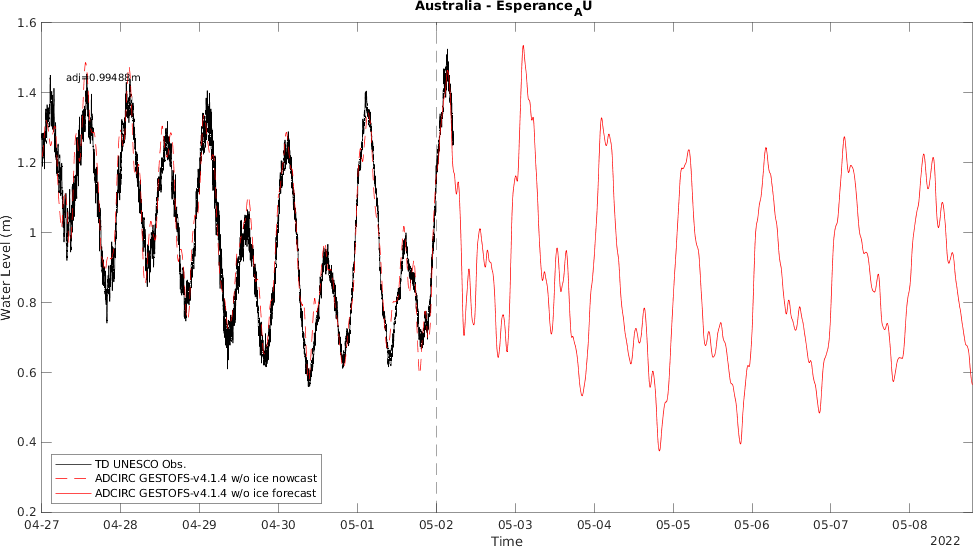 Australia - Esperance_AU
1.6
1.4
1.2
1
0.8
0.6
0.4
0.2
Water Level (m)
adj=0.99488m
TD UNESCO Obs.
ADCIRC GESTOFS-v4.1.4 w/o ice nowcast
ADCIRC GESTOFS-v4.1.4 w/o ice forecast
04-27 04-28 04-29 04-30 05-01 05-02 05-03 05-04 05-05 05-06 05-07 05-08
Time
2022